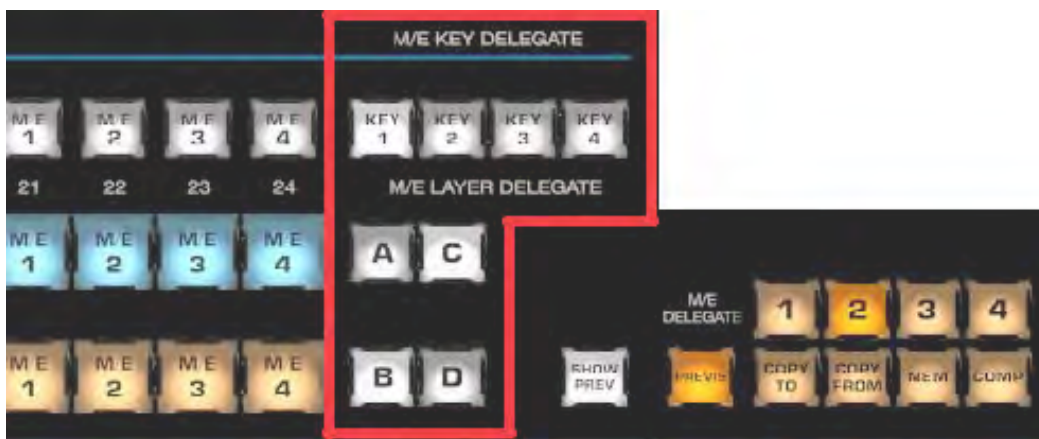 M/E KEY DELEGATE
M/E 1 M/E 2 M/E 3 M/E 4 KEY 1 KEY 2 KEY 3 KEY 4
21 22 23 24 M/E LAYER DELEGATE
M/E 1 M/E 2 M/E 3 M/E 4 A C
M/E DELEGATE 1 2 3 4
M/E 1 M/E 2 M/E 3 M/E 4 B D SHOW PREV PREVIS COPY TO COPY FROM MEM COMP